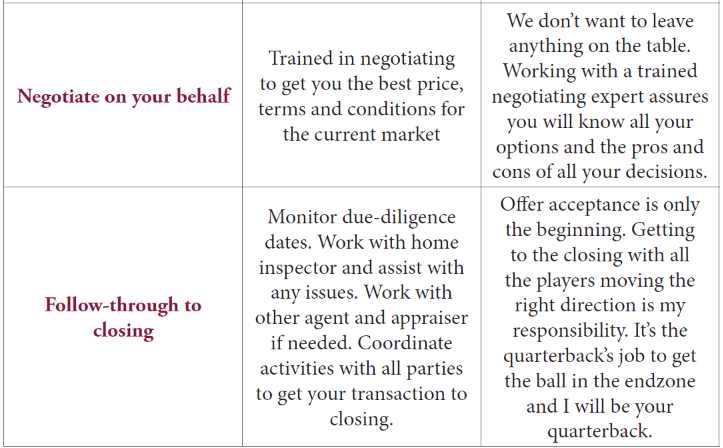 Negotiate on your behalf
Trained in negotiating
to get you the best price,
terms and conditions for
the current market
We don’t want to leave
anything on the table.
Working with a trained
negotiating expert assures
you will know all your
options and the pros and
cons of all your decisions.
Follow-through to
closing
Monitor due-diligence
dates. Work with home
inspector and assist with
any issues. Work with
other agent and appraiser
if needed. Coordinate
activities with all parties
to get your transaction to
closing.
Offer acceptance is only
the beginning. Getting
to the closing with all
the players moving the
right direction is my
responsibility. It’s the
quarterback’s job to get
the ball in the endzone
and I will be your
quarterback.